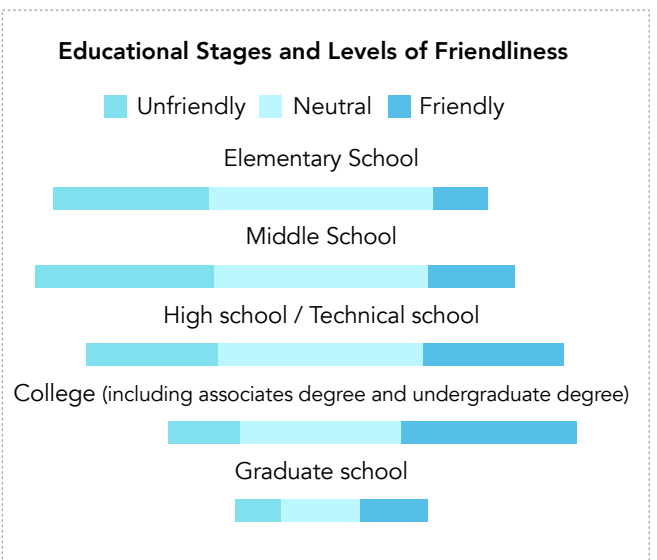 Educational Stages and Levels of Friendliness
Unfriendly Neutral Friendly
Elementary School
Middle School
High school / Technical school
College (including associates degree and undergraduate degree)
Graduate school